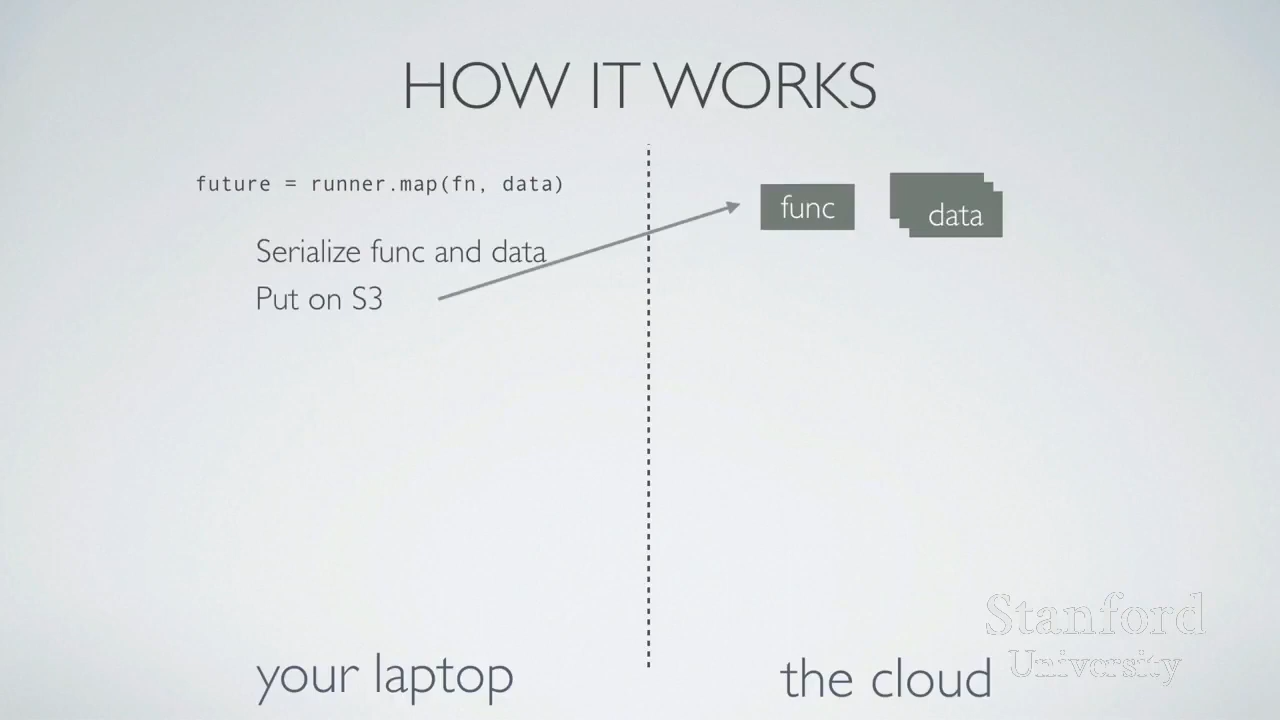 HOW IT WORKS
future = runner.map(fn, data)
Serialize func and data
Put on S3
func
data
your laptop
the cloud
Stanford
University